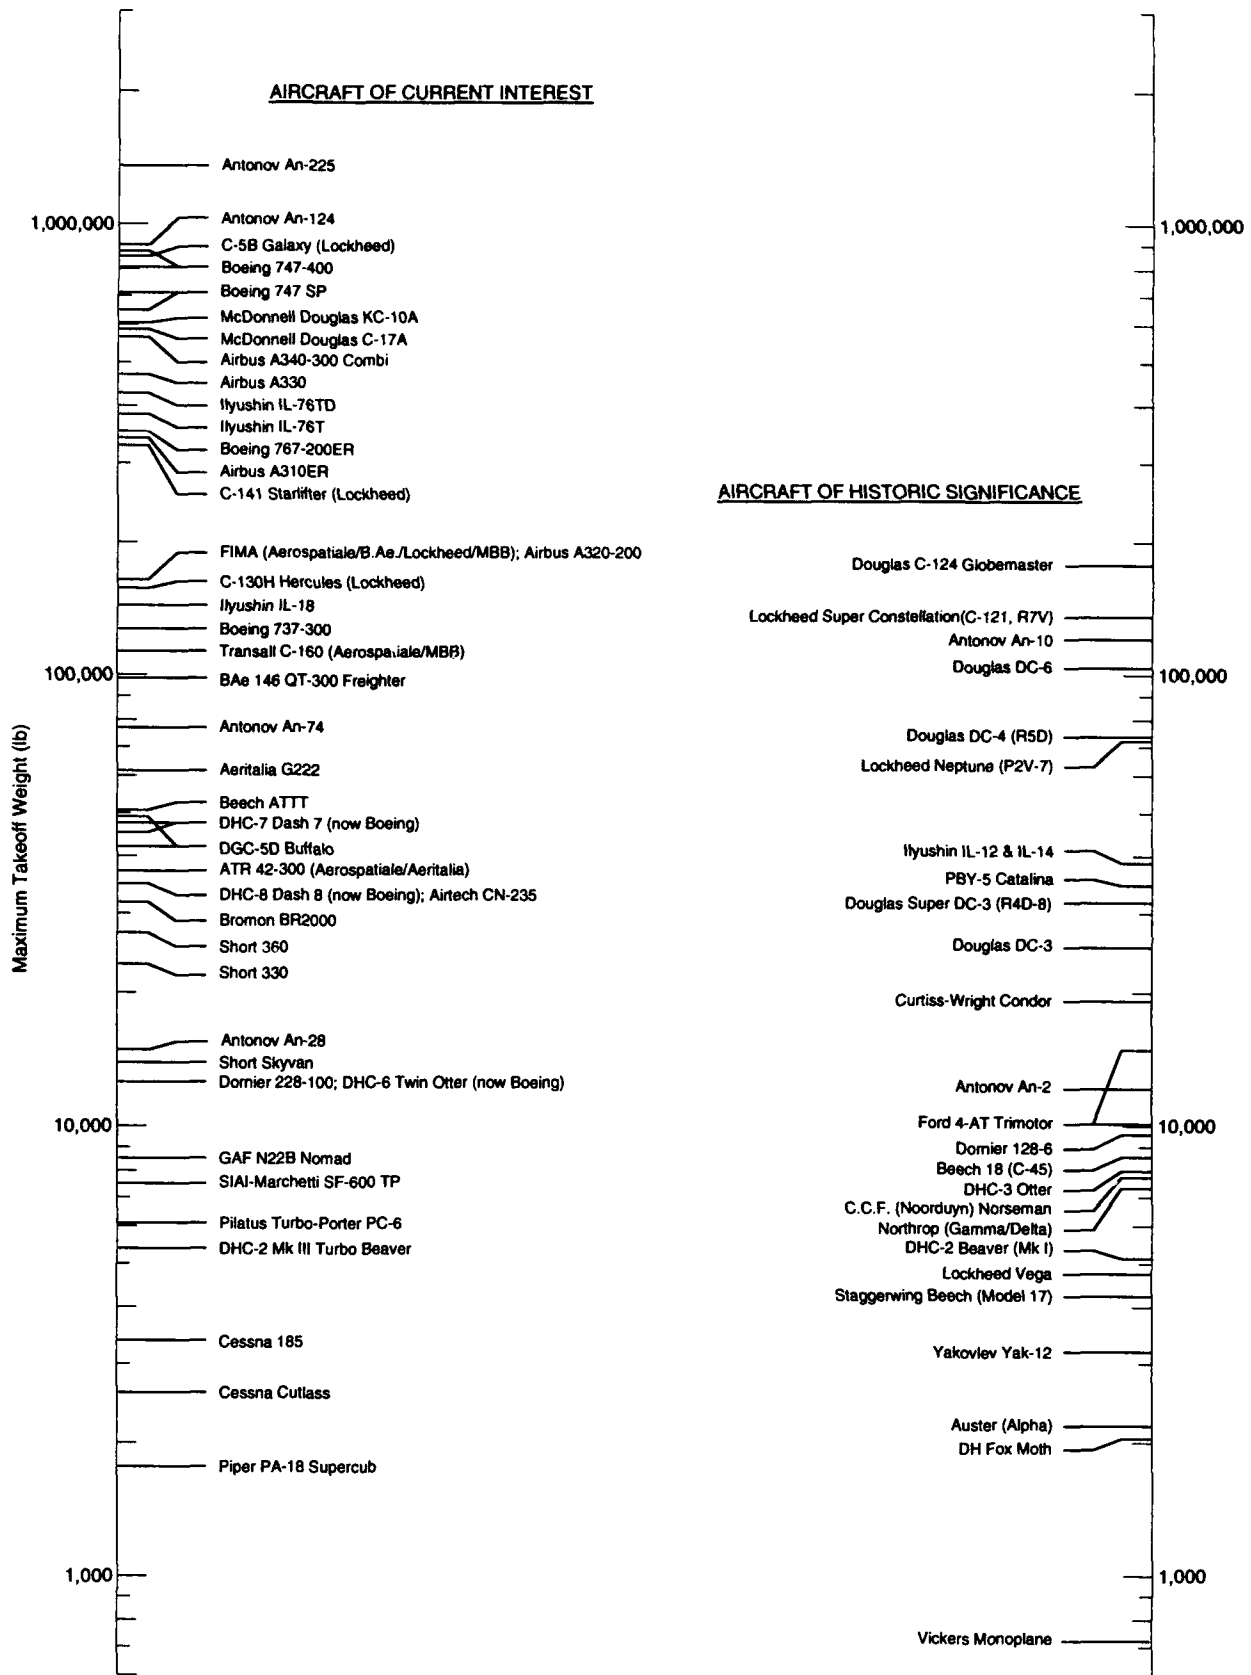 AIRCRAFT OF CURRENT INTEREST
Antonov An-225
1,000,000
Antonov An-124
C-5B Galaxy (Lockheed)
Boeing 747-400
Boeing 747 SP
McDonnell Douglas KC-10A
McDonnell Douglas C-17A
Airbus A340-300 Combi
Airbus A330
Ilyushin IL-76TD
Ilyushin IL-76T
Boeing 767-200ER
Airbus A310ER
C-141 Starlifter (Lockheed)
FIMA (Aerospatiale/B.Ae./Lockheed/MBB); Airbus A320-200
C-130H Hercules (Lockheed)
Ilyushin IL-18
Boeing 737-300
Transall C-160 (Aerospatiale/MBB)
100,000
BAe 146 QT-300 Freighter
Antonov An-74
Aeritalia G222
Beech ATTT
DHC-7 Dash 7 (now Boeing)
DGC-5D Buffalo
ATR 42-300 (Aerospatiale/Aeritalia)
DHC-8 Dash 8 (now Boeing); Airtech CN-235
Bromon BR2000
Short 360
Short 330
Antonov An-28
Short Skyvan
Dornier 228-100; DHC-6 Twin Otter (now Boeing)
10,000
GAF N22B Nomad
SIAI-Marchetti SF-600 TP
Pilatus Turbo-Porter PC-6
DHC-2 Mk III Turbo Beaver
Cessna 185
Cessna Cutlass
Piper PA-18 Supercub
1,000
Maximum Takeoff Weight (lb)
1,000,000
AIRCRAFT OF HISTORIC SIGNIFICANCE
Douglas C-124 Globemaster
Lockheed Super Constellation(C-121, R7V)
Antonov An-10
Douglas DC-6
100,000
Douglas DC-4 (R5D)
Lockheed Neptune (P2V-7)
Ilyushin IL-12 & IL-14
PBY-5 Catalina
Douglas Super DC-3 (R4D-8)
Douglas DC-3
Curtiss-Wright Condor
Antonov An-2
Ford 4-AT Trimotor
10,000
Dornier 128-6
Beech 18 (C-45)
DHC-3 Otter
C.C.F. (Noorduyn) Norseman
Northrop (Gamma/Delta)
DHC-2 Beaver (Mk I)
Lockheed Vega
Staggerwing Beech (Model 17)
Yakovlev Yak-12
Auster (Alpha)
DH Fox Moth
1,000
Vickers Monoplane